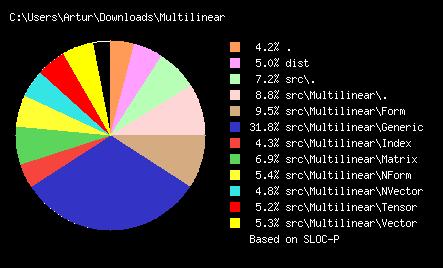 C:\Users\Artur\Downloads\Multilinear
4.2% .
5.0% dist
7.2% src\.
8.8% src\Multilinear\.
9.5% src\Multilinear\Form
31.8% src\Multilinear\Generic
4.3% src\Multilinear\Index
6.9% src\Multilinear\Matrix
5.4% src\Multilinear\NForm
4.8% src\Multilinear\NVector
5.2% src\Multilinear\Tensor
5.3% src\Multilinear\Vector
Based on SLOC-P